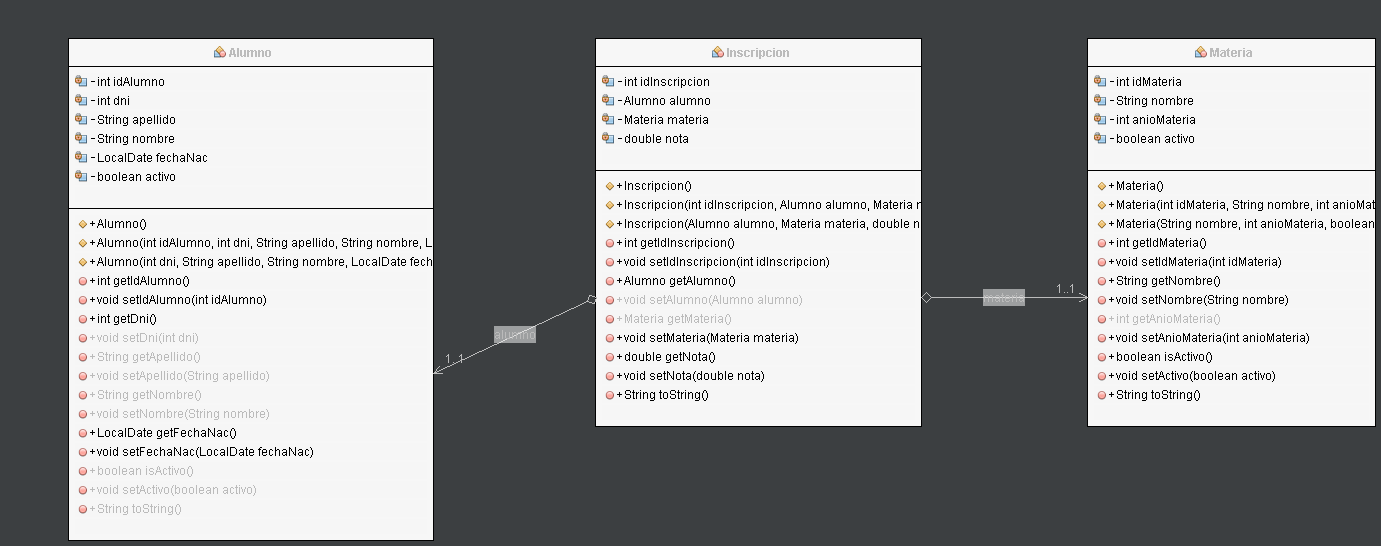 Alumno
- int idAlumno
- int dni
- String apellido
- String nombre
- LocalDate fechaNac
- boolean activo
+ Alumno()
+ Alumno(int idAlumno, int dni, String apellido, String nombre, L
+ Alumno(int dni, String apellido, String nombre, LocalDate fech
+ int getIdAlumno()
+ void setIdAlumno(int idAlumno)
+ int getDni()
+ void setDni(int dni)
+ String getApellido()
+ void setApellido(String apellido)
+ String getNombre()
+ void setNombre(String nombre)
+ LocalDate getFechaNac()
+ void setFechaNac(LocalDate fechaNac)
+ boolean isActivo()
+ void setActivo(boolean activo)
+ String toString()
alumno
1..1
Inscripcion
- int idInscripcion
- Alumno alumno
- Materia materia
- double nota
+ Inscripcion()
+ Inscripcion(int idInscripcion, Alumno alumno, Materia n
+ Inscripcion(Alumno alumno, Materia materia, double n
+ int getIdInscripcion()
+ void setIdInscripcion(int idInscripcion)
+ Alumno getAlumno()
+ void setAlumno(Alumno alumno)
+ Materia getMateria()
+ void setMateria(Materia materia)
+ double getNota()
+ void setNota(double nota)
+ String toString()
materia
1..1
Materia
- int idMateria
- String nombre
- int anioMateria
- boolean activo
+ Materia()
+ Materia(int idMateria, String nombre, int anioMat
+ Materia(String nombre, int anioMateria, boolean
+ int getIdMateria()
+ void setIdMateria(int idMateria)
+ String getNombre()
+ void setNombre(String nombre)
+ int getAnioMateria()
+ void setAnioMateria(int anioMateria)
+ boolean isActivo()
+ void setActivo(boolean activo)
+ String toString()